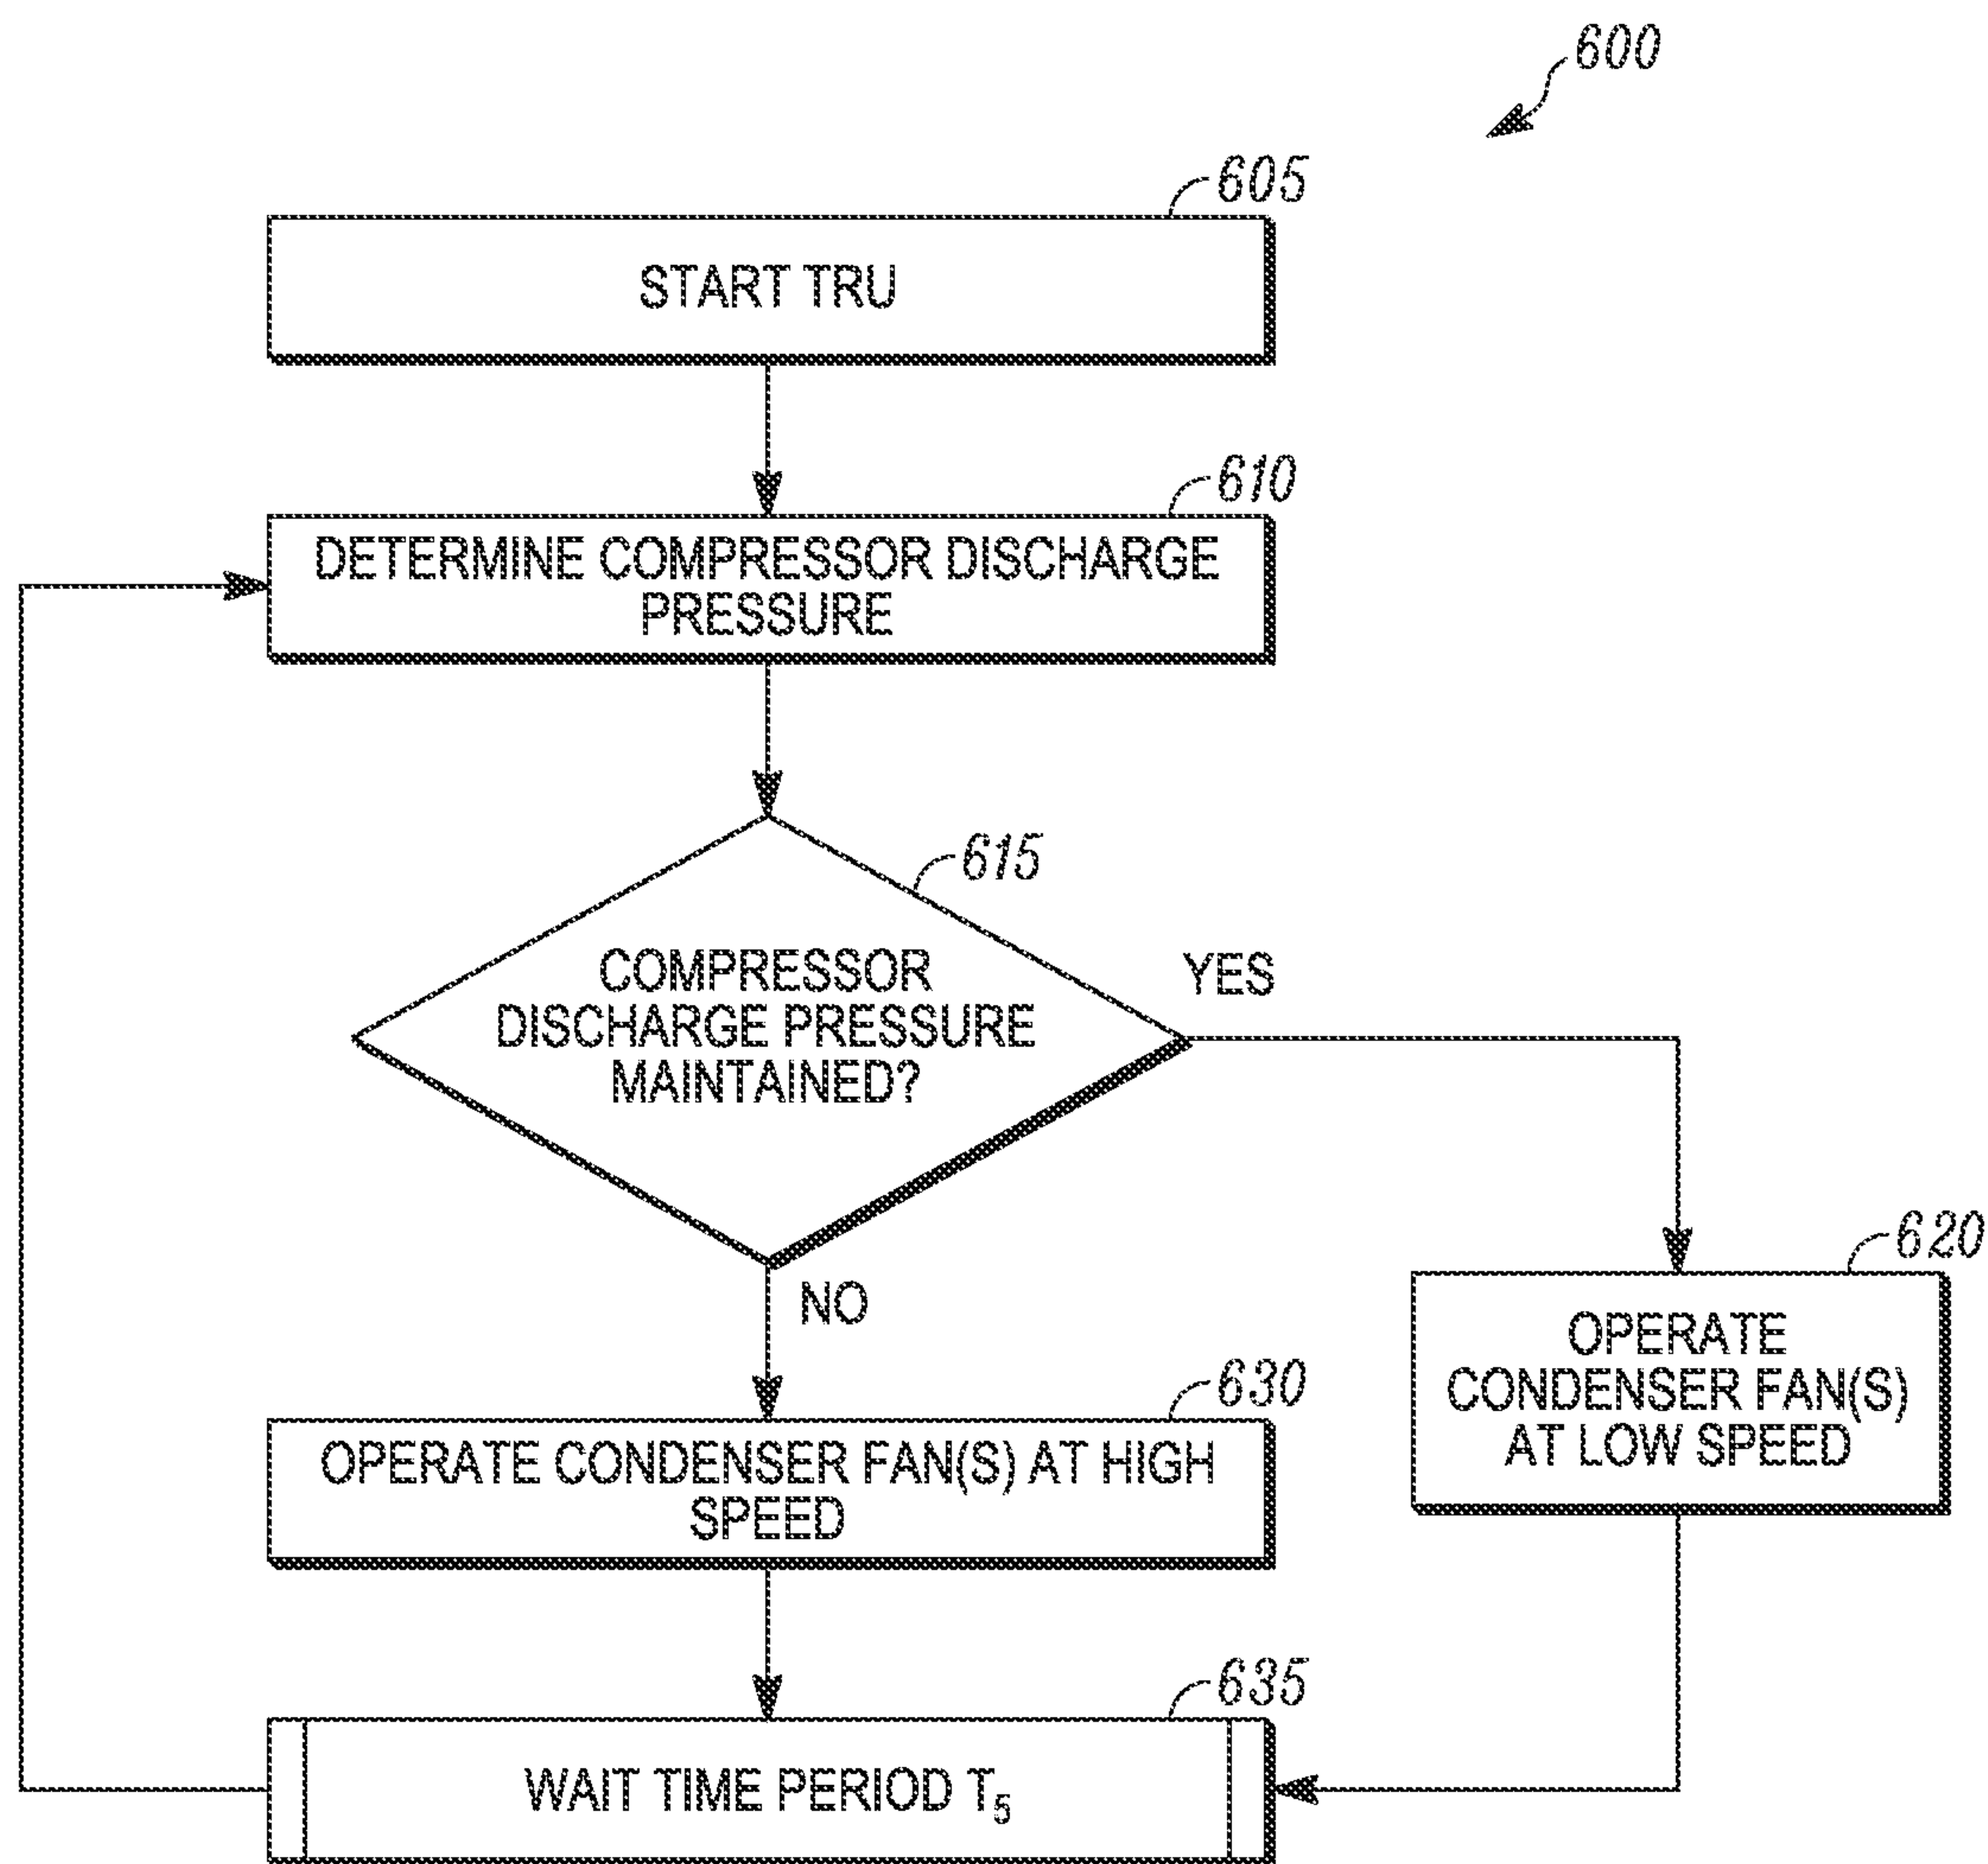 600
605
START TRU
610
DETERMINE COMPRESSOR DISCHARGE
PRESSURE
615
COMPRESSOR
DISCHARGE PRESSURE
MAINTAINED?
YES
NO
620
OPERATE
CONDENSER FAN(S)
AT LOW SPEED
630
OPERATE CONDENSER FAN(S) AT HIGH
SPEED
635
WAIT TIME PERIOD T₅